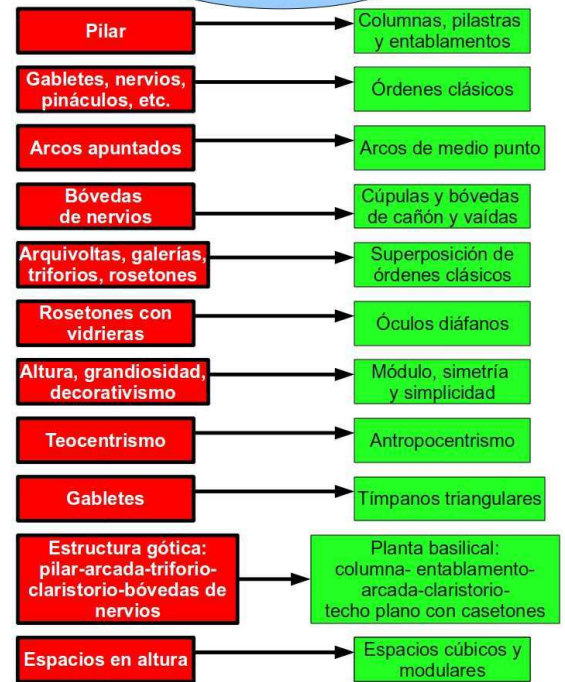 Pilar
Columnas, pilastras
y entablamentos
Gabletes, nervios,
pináculos, etc.
Órdenes clásicos
Arcos apuntados
Arcos de medio punto
Bóvedas
de nervios
Cúpulas y bóvedas
de cañón y vaídas
Arquivoltas, galerías,
triforios, rosetones
Superposición de
órdenes clásicos
Rosetones con
vidrieras
Óculos diáfanos
Altura, grandiosidad,
decorativismo
Módulo, simetría
y simplicidad
Teocentrismo
Antropocentrismo
Gabletes
Tímpanos triangulares
Estructura gótica:
pilar-arcada-triforio-
claristorio-bóvedas de
nervios
Planta basilical:
columna- entablamento-
arcada-claristorio-
techo plano con casetones
Espacios en altura
Espacios cúbicos y
modulares